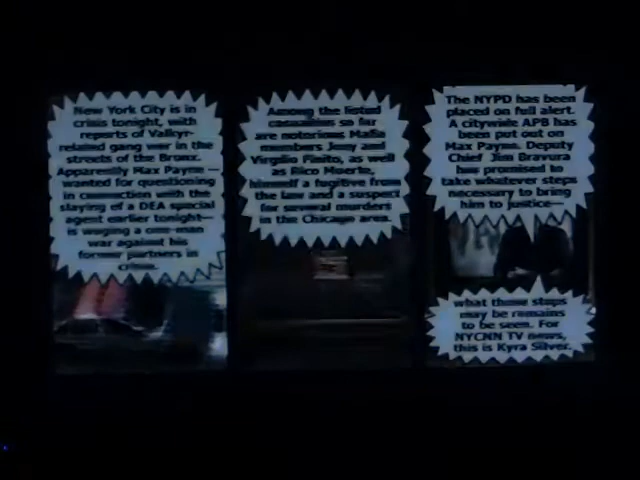 New York City is in
crisis tonight, with
reports of Valkyr-
related gang war in the
streets of the Bronx.
Apparently Max Payne —
wanted for questioning
in connection with the
slaying of a DEA special
agent earlier tonight—
is waging a one-man
war against his
former partners in
crime.
Among the listed
casualties so far
are notorious Mafia
members Joey and
Virgilio Finito, as well
as Rico Muerte,
himself a fugitive from
the law and a suspect
for several murders
in the Chicago area.
The NYPD has been
placed on full alert.
A citywide APB has
been put out on
Max Payne. Deputy
Chief Jim Bravura
has promised to
take whatever steps
necessary to bring
him to justice—
what those steps
may be remains
to be seen. For
NYCNN TV news,
this is Kyra Silver.